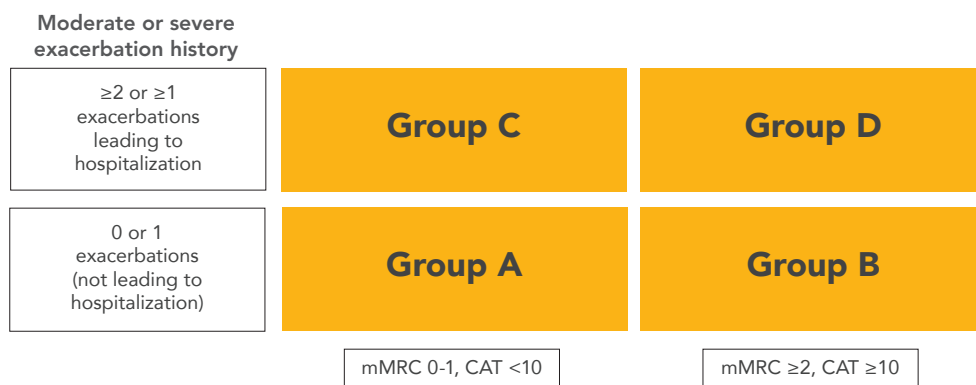 Moderate or severe
exacerbation history
≥2 or ≥1
exacerbations
leading to
hospitalization
Group C
Group D
0 or 1
exacerbations
(not leading to
hospitalization)
Group A
Group B
mMRC 0-1, CAT <10
mMRC ≥2, CAT ≥10